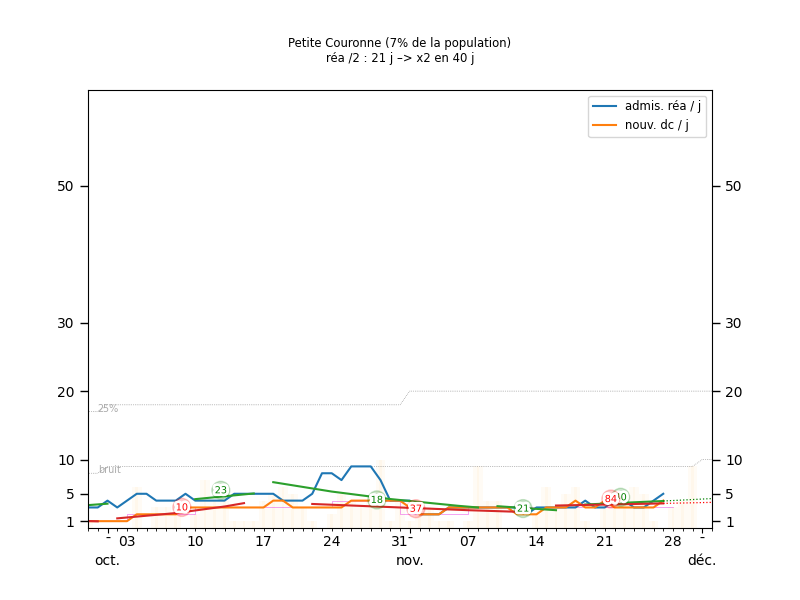 Petite Couronne (7% de la population)
réa /2 : 21 j –> x2 en 40 j
admis. réa / j
nouv. dc / j
50 50
30 30
25%
20 20
brut
10 10
5 5
1 1
23
10
18
37
21
84
- 03 10 17 24 31- 07 14 21 28 -
oct. nov. déc.